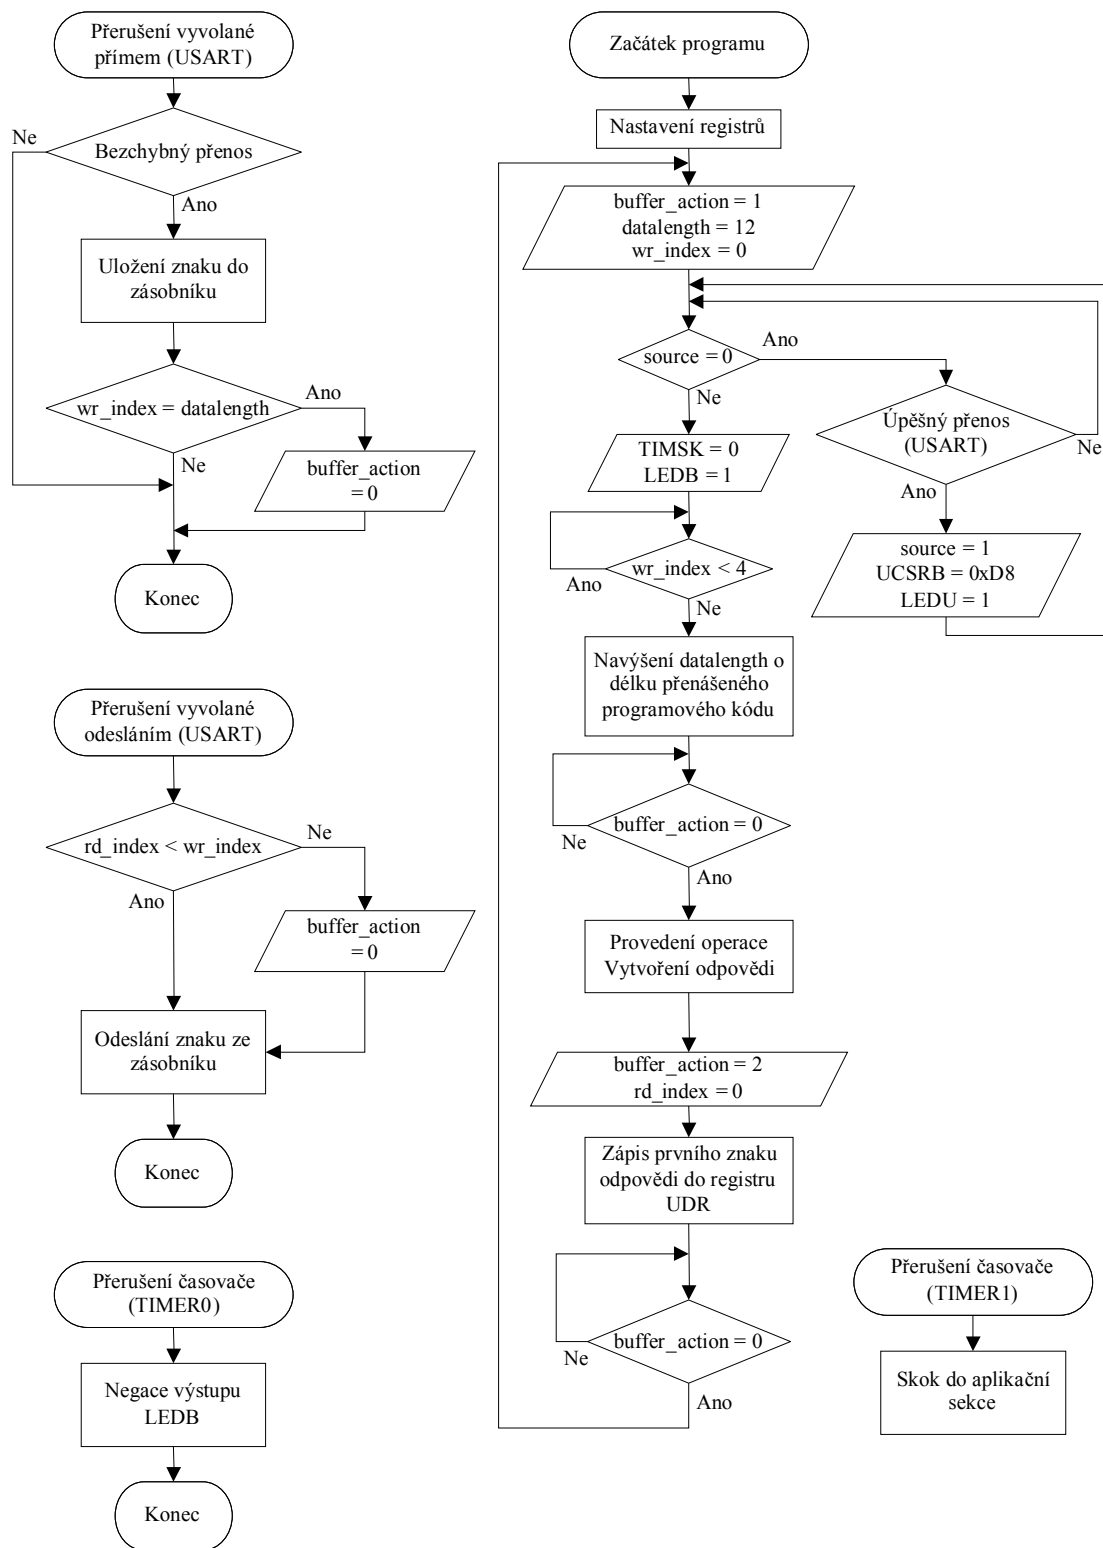 Přerušení vyvolané
přímem (USART)
Ne
Bezchybný přenos
Ano
Uložení znaku do
zásobníku
Ano
wr_index = datalength
Ne
buffer_action
= 0
Konec
Přerušení vyvolané
odesláním (USART)
Ne
rd_index < wr_index
Ano
buffer_action
= 0
Odeslání znaku ze
zásobníku
Konec
Přerušení časovače
(TIMER0)
Negace výstupu
LEDB
Konec
Začátek programu
Nastavení registrů
buffer_action = 1
datalength = 12
wr_index = 0
Ano
source = 0
Ne
Úpěšný přenos
(USART)
Ne
Ano
source = 1
UCSRB = 0xD8
LEDU = 1
TIMSK = 0
LEDB = 1
wr_index < 4
Ano
Ne
Navýšení datalength o
délku přenášeného
programového kódu
buffer_action = 0
Ne
Ano
Provedení operace
Vytvoření odpovědi
buffer_action = 2
rd_index = 0
Zápis prvního znaku
odpovědi do registru
UDR
buffer_action = 0
Ne
Ano
Přerušení časovače
(TIMER1)
Skok do aplikační
sekce